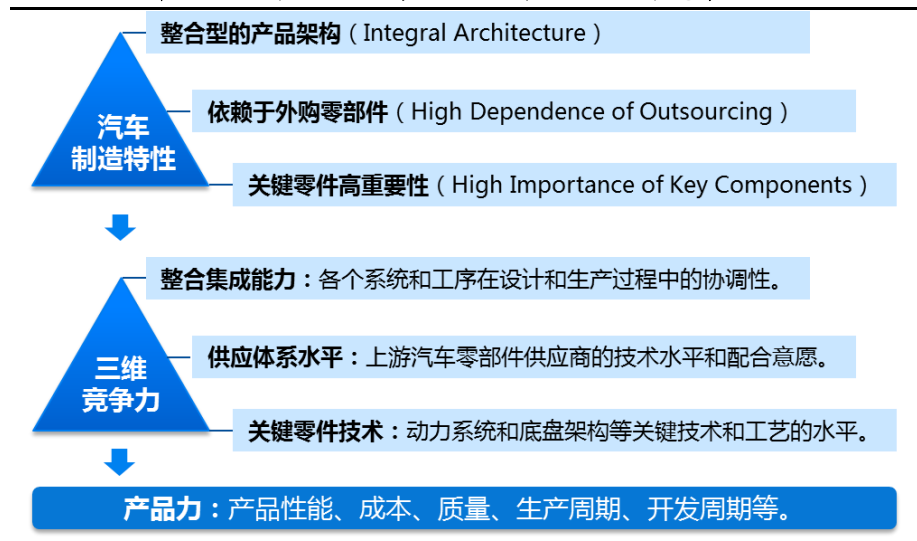 整合型的产品架构（Integral Architecture）
依赖于外购零部件（High Dependence of Outsourcing）
汽车
制造特性
关键零件高重要性（High Importance of Key Components）
整合集成能力：各个系统和工序在设计和生产过程中的协调性。
供应体系水平：上游汽车零部件供应商的技术水平和配合意愿。
三维
竞争力
关键零件技术：动力系统和底盘架构等关键技术和工艺的水平。
产品力：产品性能、成本、质量、生产周期、开发周期等。